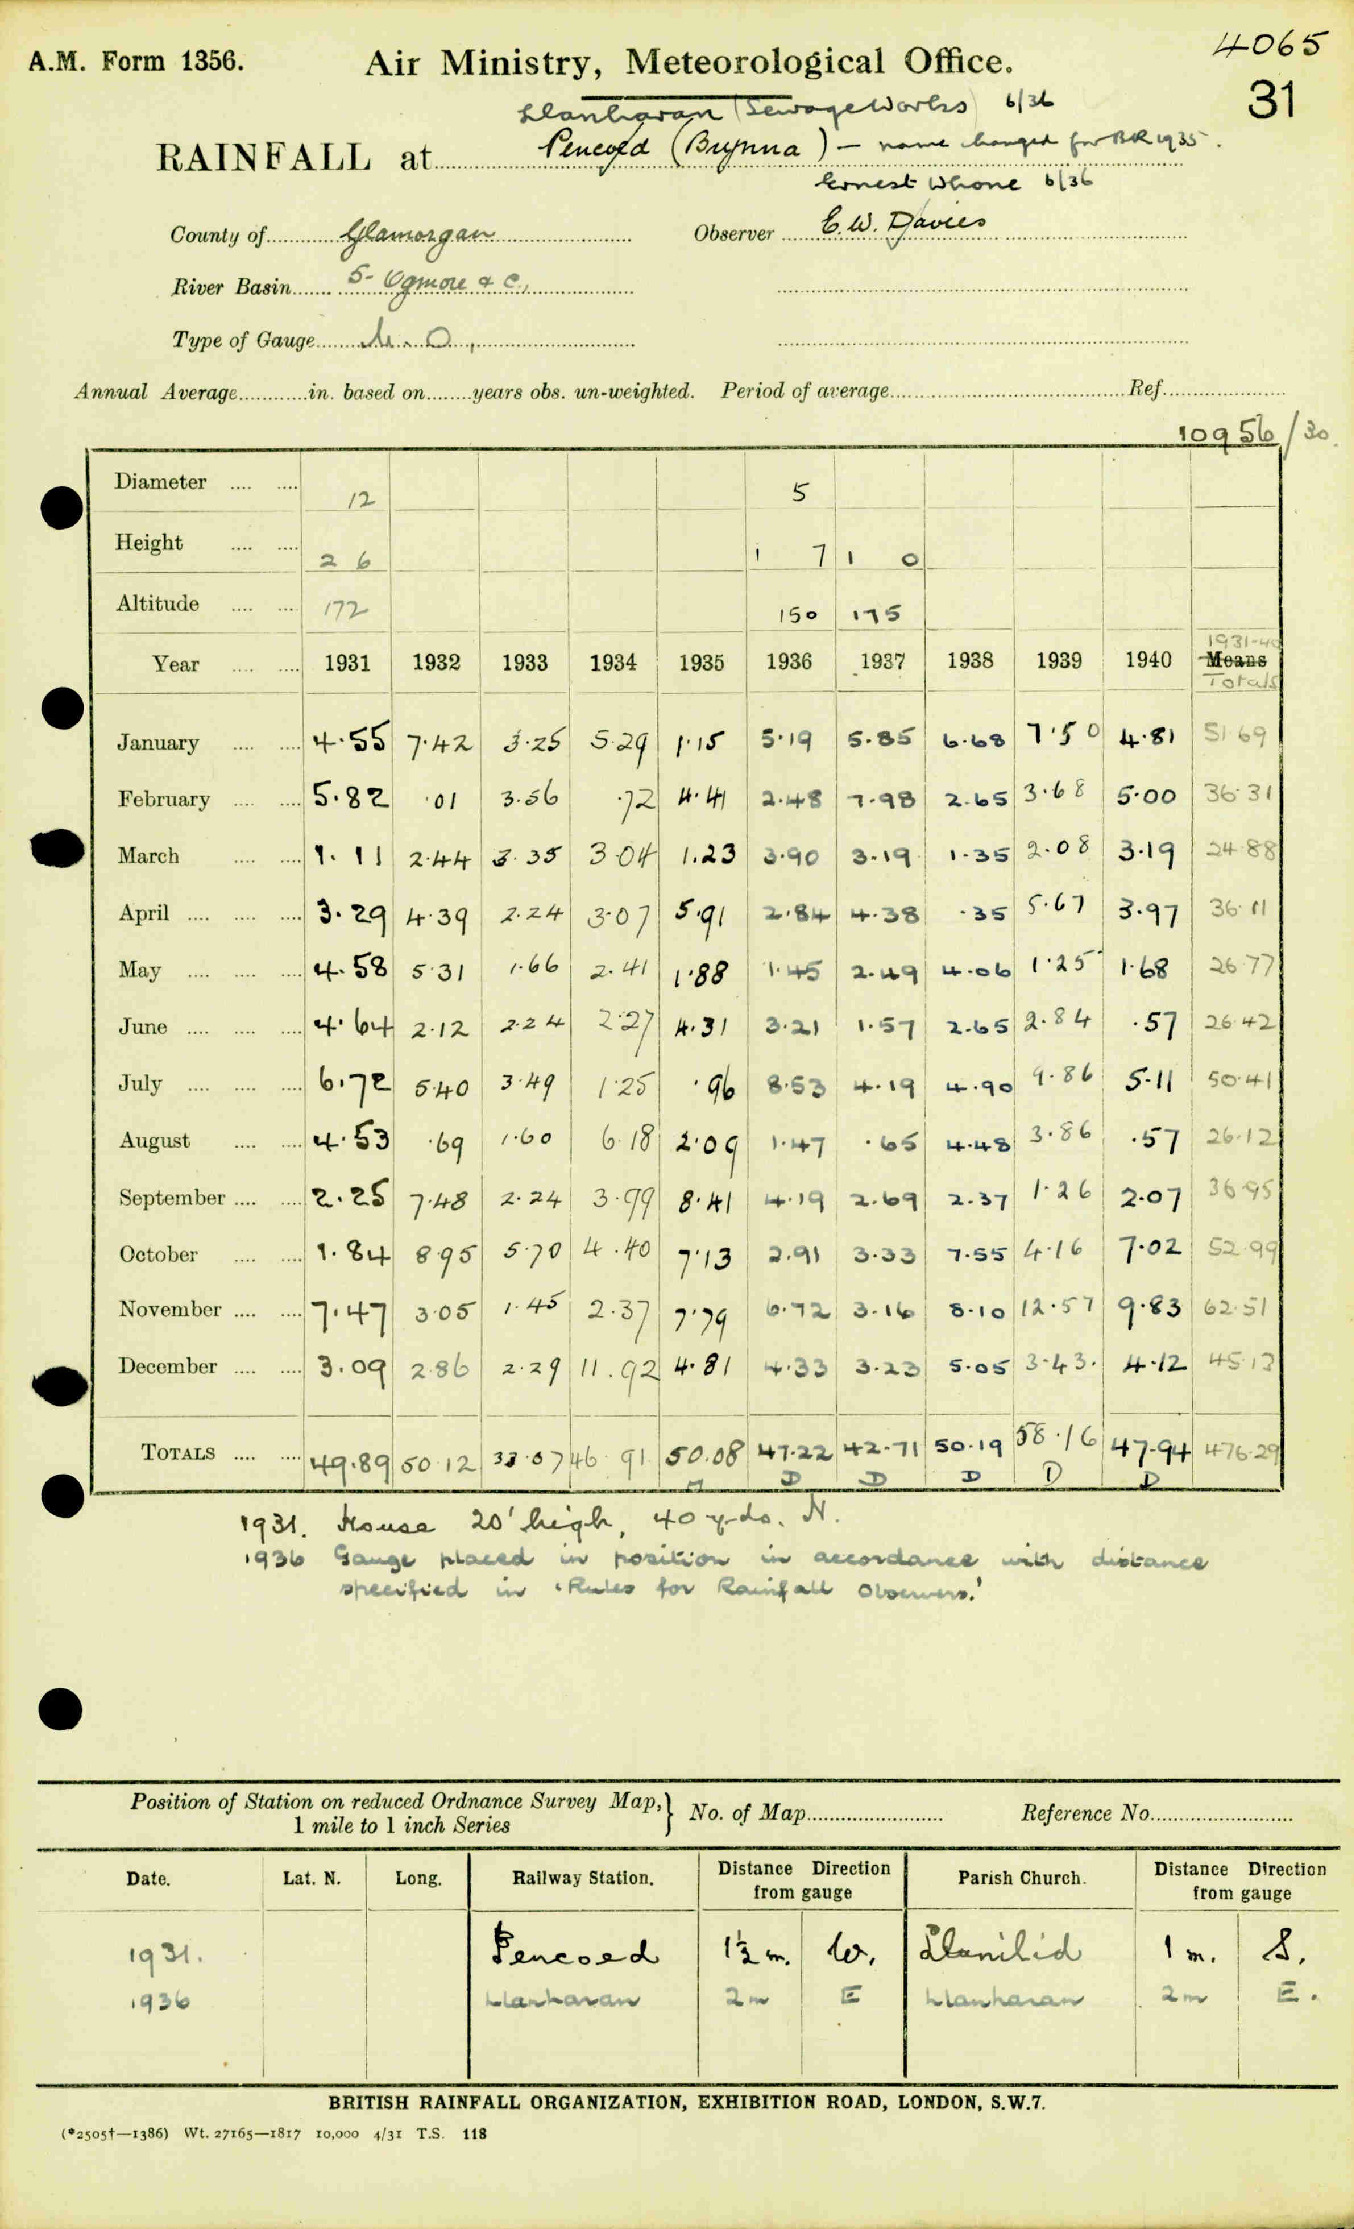 A.M. Form 1356.
Air Ministry, Meteorological Office.
4065
31
Llanharan (Sewage Works) 6/36
RAINFALL at Pencoed (Brynna) — name changed for BR 1935.
Ernest Whone 6/36
County of Glamorgan Observer E.W. Davies
River Basin 5- Ogmore & C,
Type of Gauge M.O,
Annual Average in. based on years obs. un-weighted. Period of average Ref.
10956/30
Diameter 12 5
Height 2 6 1 7 1 0
Altitude 172 150 175
1931-40
Year 1931 1932 1933 1934 1935 1936 1937 1938 1939 1940 Means
Totals
January 4.55 7.42 3.25 5.29 1.15 5.19 5.85 6.68 7.50 4.81 51.69
February 5.82 .01 3.56 .72 4.41 2.48 7.98 2.65 3.68 5.00 36.31
March 1.11 2.44 3.35 3.04 1.23 3.90 3.19 1.35 2.08 3.19 24.88
April 3.29 4.39 2.24 3.07 5.91 2.84 4.38 .35 5.67 3.97 36.11
May 4.58 5.31 1.66 2.41 1.88 1.45 2.49 4.06 1.25 1.68 26.77
June 4.64 2.12 2.24 2.27 4.31 3.21 1.57 2.65 2.84 .57 26.42
July 6.72 5.40 3.49 1.25 .96 8.53 4.19 4.90 9.86 5.11 50.41
August 4.53 .69 1.60 6.18 2.09 1.47 .65 4.48 3.86 .57 26.12
September 2.25 7.48 2.24 3.99 8.41 4.19 2.69 2.37 1.26 2.07 36.95
October 1.84 8.95 5.70 4.40 7.13 2.91 3.33 7.55 4.16 7.02 52.99
November 7.47 3.05 1.45 2.37 7.79 6.72 3.16 8.10 12.57 9.83 62.51
December 3.09 2.86 2.29 11.92 4.81 4.33 3.23 5.05 3.43. 4.12 45.13
TOTALS 49.89 50.12 33.07 46.91 50.08 47.22 42.71 50.19 58.16 47.94 476.29
D D D D D
1931. House 20' high, 40 yds. N.
1936 Gauge placed in position in accordance with distance
specified in 'Rules for Rainfall Observers.'
Position of Station on reduced Ordnance Survey Map,
1 mile to 1 inch Series
No. of Map Reference No.
Date. Lat. N. Long. Railway Station. Distance Direction from gauge Parish Church. Distance Direction from gauge
1931. Pencoed 1½ m. W. Llanilid 1 m. S.
1936 Llanharan 2m E Llanharan 2m E.
BRITISH RAINFALL ORGANIZATION, EXHIBITION ROAD, LONDON, S.W.7.
(*2505†—1386) Wt. 27165—1817 10,000 4/31 T.S. 118